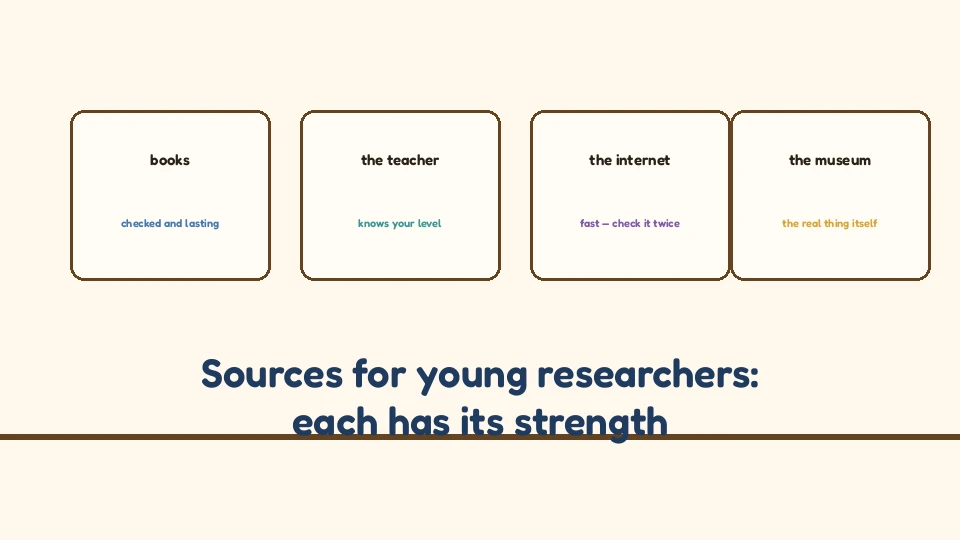 books
checked and lasting
the teacher
knows your level
the internet
fast — check it twice
the museum
the real thing itself
Sources for young researchers:
each has its strength